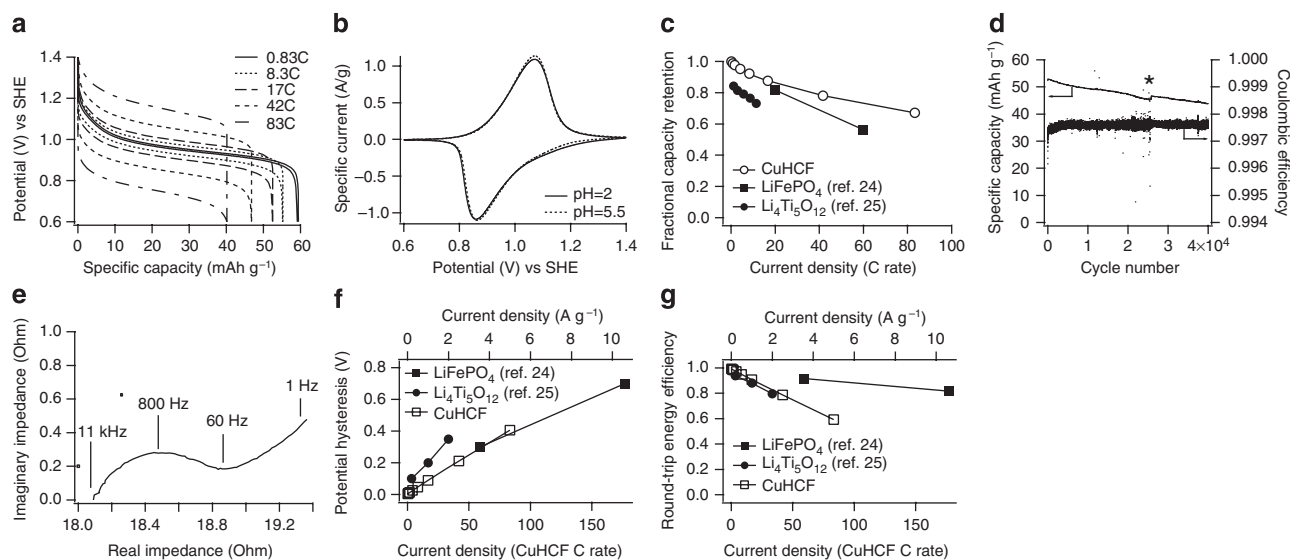 a
1.4
1.2
1.0
0.8
0.6
Potential (V) vs SHE
0.83C
8.3C
17C
42C
83C
0 10 20 30 40 50 60
Specific capacity (mAh g⁻¹)
b
1.0
0.5
0.0
−0.5
−1.0
Specific current (A/g)
pH=2
pH=5.5
0.6 0.8 1.0 1.2 1.4
Potential (V) vs SHE
c
1.0
0.8
0.6
0.4
0.2
0.0
Fractional capacity retention
CuHCF
LiFePO₄ (ref. 24)
Li₄Ti₅O₁₂ (ref. 25)
0 20 40 60 80 100
Current density (C rate)
d
60
50
40
30
20
10
0
Specific capacity (mAh g⁻¹)
*
1.000
0.999
0.998
0.997
0.996
0.995
0.994
Coulombic efficiency
0 1 2 3 4×10⁴
Cycle number
e
1.0
0.8
0.6
0.4
0.2
0.0
Imaginary impedance (Ohm)
11 kHz
800 Hz
60 Hz
1 Hz
18.0 18.4 18.8 19.2
Real impedance (Ohm)
f
Current density (A g⁻¹)
0 2 4 6 8 10
0.8
0.6
0.4
0.2
0.0
Potential hysteresis (V)
LiFePO₄ (ref. 24)
Li₄Ti₅O₁₂ (ref. 25)
CuHCF
0 50 100 150
Current density (CuHCF C rate)
g
Current density (A g⁻¹)
0 2 4 6 8 10
1.0
0.8
0.6
0.4
0.2
0.0
Round-trip energy efficiency
LiFePO₄ (ref. 24)
Li₄Ti₅O₁₂ (ref. 25)
CuHCF
0 50 100 150
Current density (CuHCF C rate)